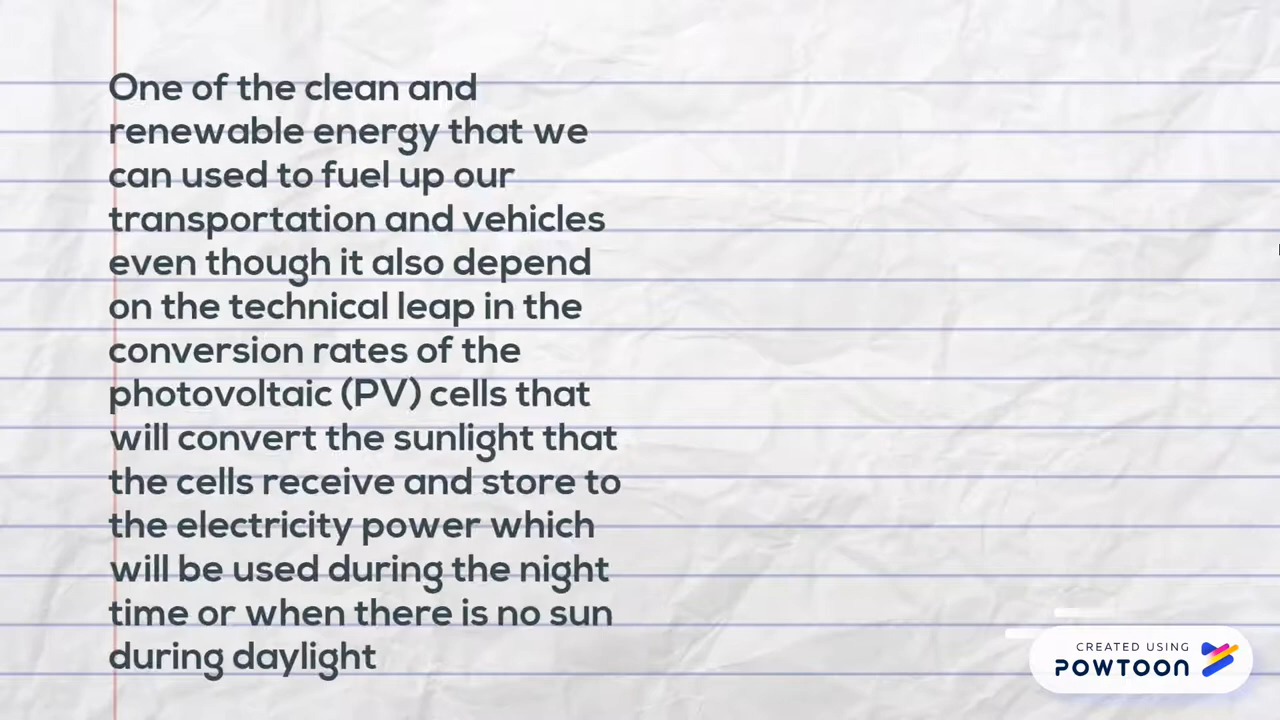 One of the clean and
renewable energy that we
can used to fuel up our
transportation and vehicles
even though it also depend
on the technical leap in the
conversion rates of the
photovoltaic (PV) cells that
will convert the sunlight that
the cells receive and store to
the electricity power which
will be used during the night
time or when there is no sun
during daylight
CREATED USING
POWTOON